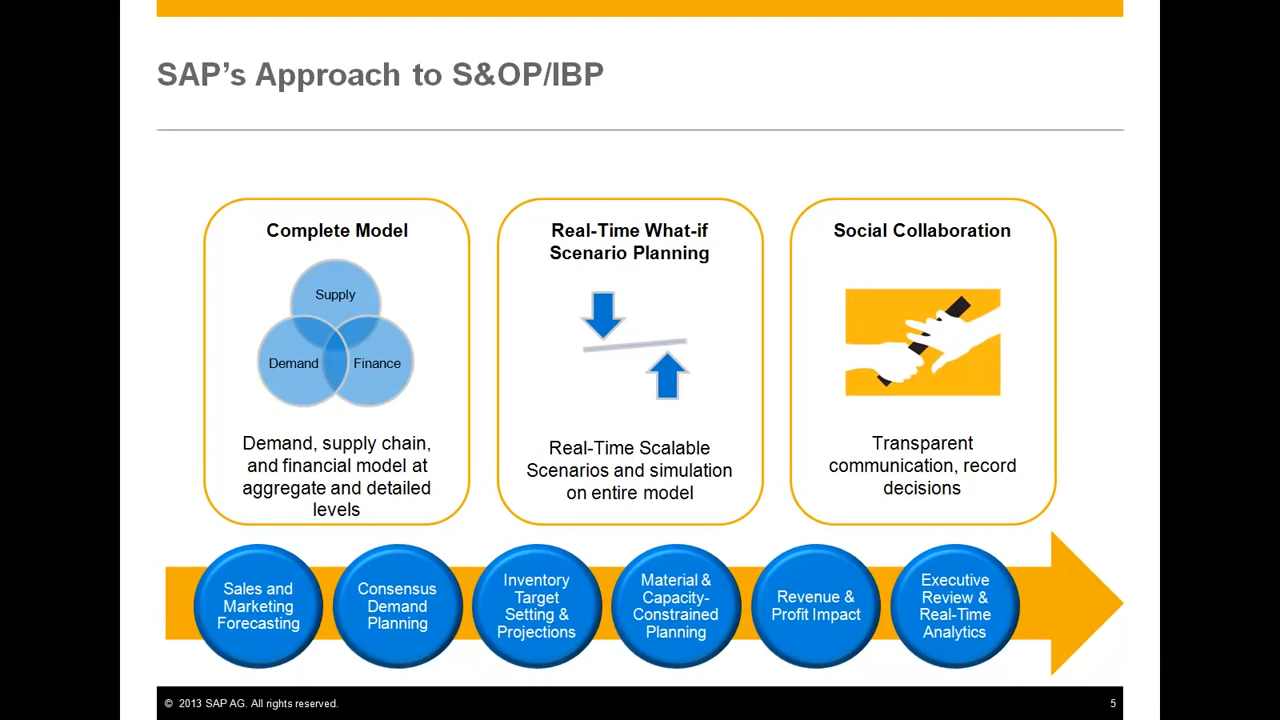 SAP’s Approach to S&OP/IBP
Complete Model
Supply
Demand
Finance
Demand, supply chain,
and financial model at
aggregate and detailed
levels
Real-Time What-if
Scenario Planning
Real-Time Scalable
Scenarios and simulation
on entire model
Social Collaboration
Transparent
communication, record
decisions
Sales and
Marketing
Forecasting
Consensus
Demand
Planning
Inventory
Target
Setting &
Projections
Material &
Capacity-
Constrained
Planning
Revenue &
Profit Impact
Executive
Review &
Real-Time
Analytics
© 2013 SAP AG. All rights reserved.
5